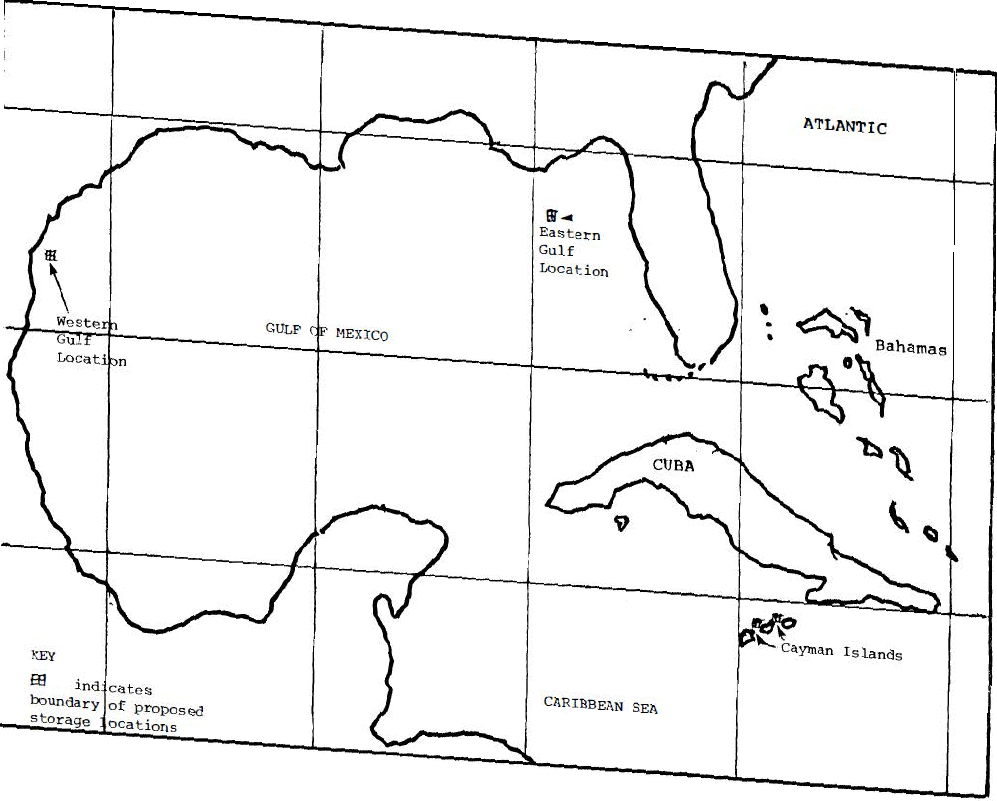 ATLANTIC
Eastern
Gulf
Location
Western
Gulf
Location
GULF OF MEXICO
Bahamas
CUBA
Cayman Islands
CARIBBEAN SEA
KEY
indicates
boundary of proposed
storage locations